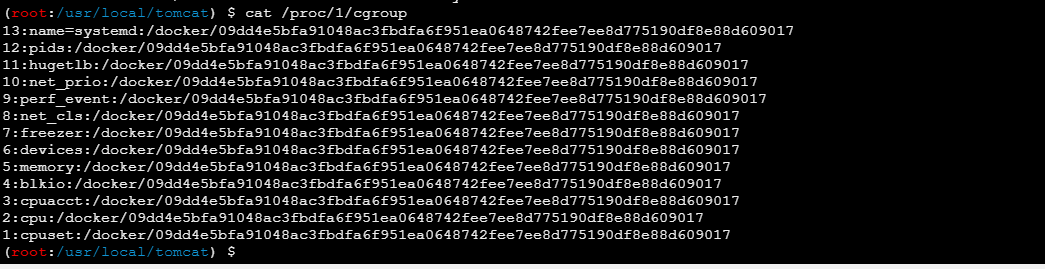 (root:/usr/local/tomcat) $ cat /proc/1/cgroup
13:name=systemd:/docker/09dd4e5bfa91048ac3fbdfa6f951ea0648742fee7ee8d775190df8e88d609017
12:pids:/docker/09dd4e5bfa91048ac3fbdfa6f951ea0648742fee7ee8d775190df8e88d609017
11:hugetlb:/docker/09dd4e5bfa91048ac3fbdfa6f951ea0648742fee7ee8d775190df8e88d609017
10:net_prio:/docker/09dd4e5bfa91048ac3fbdfa6f951ea0648742fee7ee8d775190df8e88d609017
9:perf_event:/docker/09dd4e5bfa91048ac3fbdfa6f951ea0648742fee7ee8d775190df8e88d609017
8:net_cls:/docker/09dd4e5bfa91048ac3fbdfa6f951ea0648742fee7ee8d775190df8e88d609017
7:freezer:/docker/09dd4e5bfa91048ac3fbdfa6f951ea0648742fee7ee8d775190df8e88d609017
6:devices:/docker/09dd4e5bfa91048ac3fbdfa6f951ea0648742fee7ee8d775190df8e88d609017
5:memory:/docker/09dd4e5bfa91048ac3fbdfa6f951ea0648742fee7ee8d775190df8e88d609017
4:blkio:/docker/09dd4e5bfa91048ac3fbdfa6f951ea0648742fee7ee8d775190df8e88d609017
3:cpuacct:/docker/09dd4e5bfa91048ac3fbdfa6f951ea0648742fee7ee8d775190df8e88d609017
2:cpu:/docker/09dd4e5bfa91048ac3fbdfa6f951ea0648742fee7ee8d775190df8e88d609017
1:cpuset:/docker/09dd4e5bfa91048ac3fbdfa6f951ea0648742fee7ee8d775190df8e88d609017
(root:/usr/local/tomcat) $